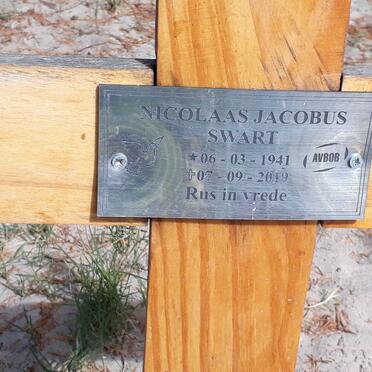 NICOLAAS JACOBUS
SWART
★ 06 - 03 - 1941
✝ 07 - 09 - 2019
AVBOB
Rus in vrede